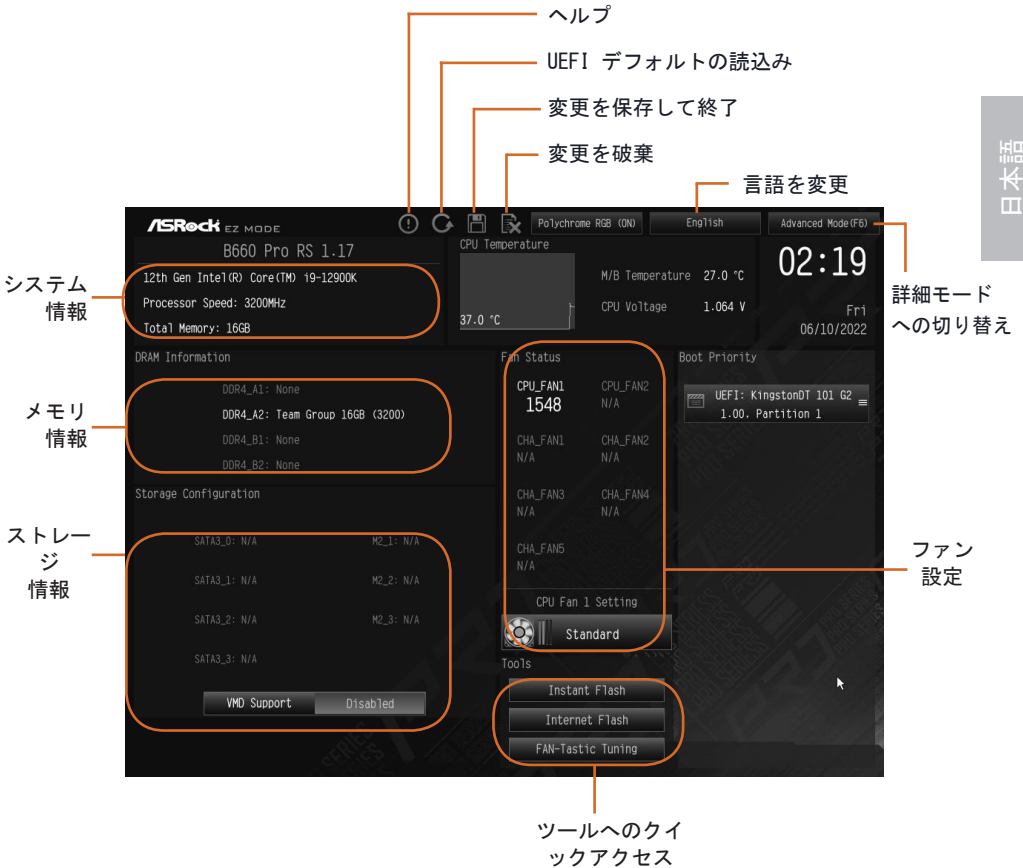 ヘルプ
UEFI デフォルトの読込み
変更を保存して終了
変更を破棄
言語を変更
日本語
ASRock EZ MODE
Polychrome RGB (ON)
English
Advanced Mode(F6)
B660 Pro RS 1.17
12th Gen Intel(R) Core(TM) i9-12900K
Processor Speed: 3200MHz
Total Memory: 16GB
システム
情報
CPU Temperature
37.0 °C
M/B Temperature 27.0 °C
CPU Voltage 1.064 V
02:19
Fri
06/10/2022
詳細モード
への切り替え
DRAM Information
DDR4_A1: None
DDR4_A2: Team Group 16GB (3200)
DDR4_B1: None
DDR4_B2: None
メモリ
情報
Storage Configuration
SATA3_0: N/A M2_1: N/A
SATA3_1: N/A M2_2: N/A
SATA3_2: N/A M2_3: N/A
SATA3_3: N/A
VMD Support Disabled
ストレー
ジ
情報
Fan Status
CPU_FAN1 CPU_FAN2
1548 N/A
CHA_FAN1 CHA_FAN2
N/A N/A
CHA_FAN3 CHA_FAN4
N/A N/A
CHA_FAN5
N/A
CPU Fan 1 Setting
Standard
ファン
設定
Boot Priority
UEFI: KingstonDT 101 G2
1.00. Partition 1
Tools
Instant Flash
Internet Flash
FAN-Tastic Tuning
ツールへのクイ
ックアクセス